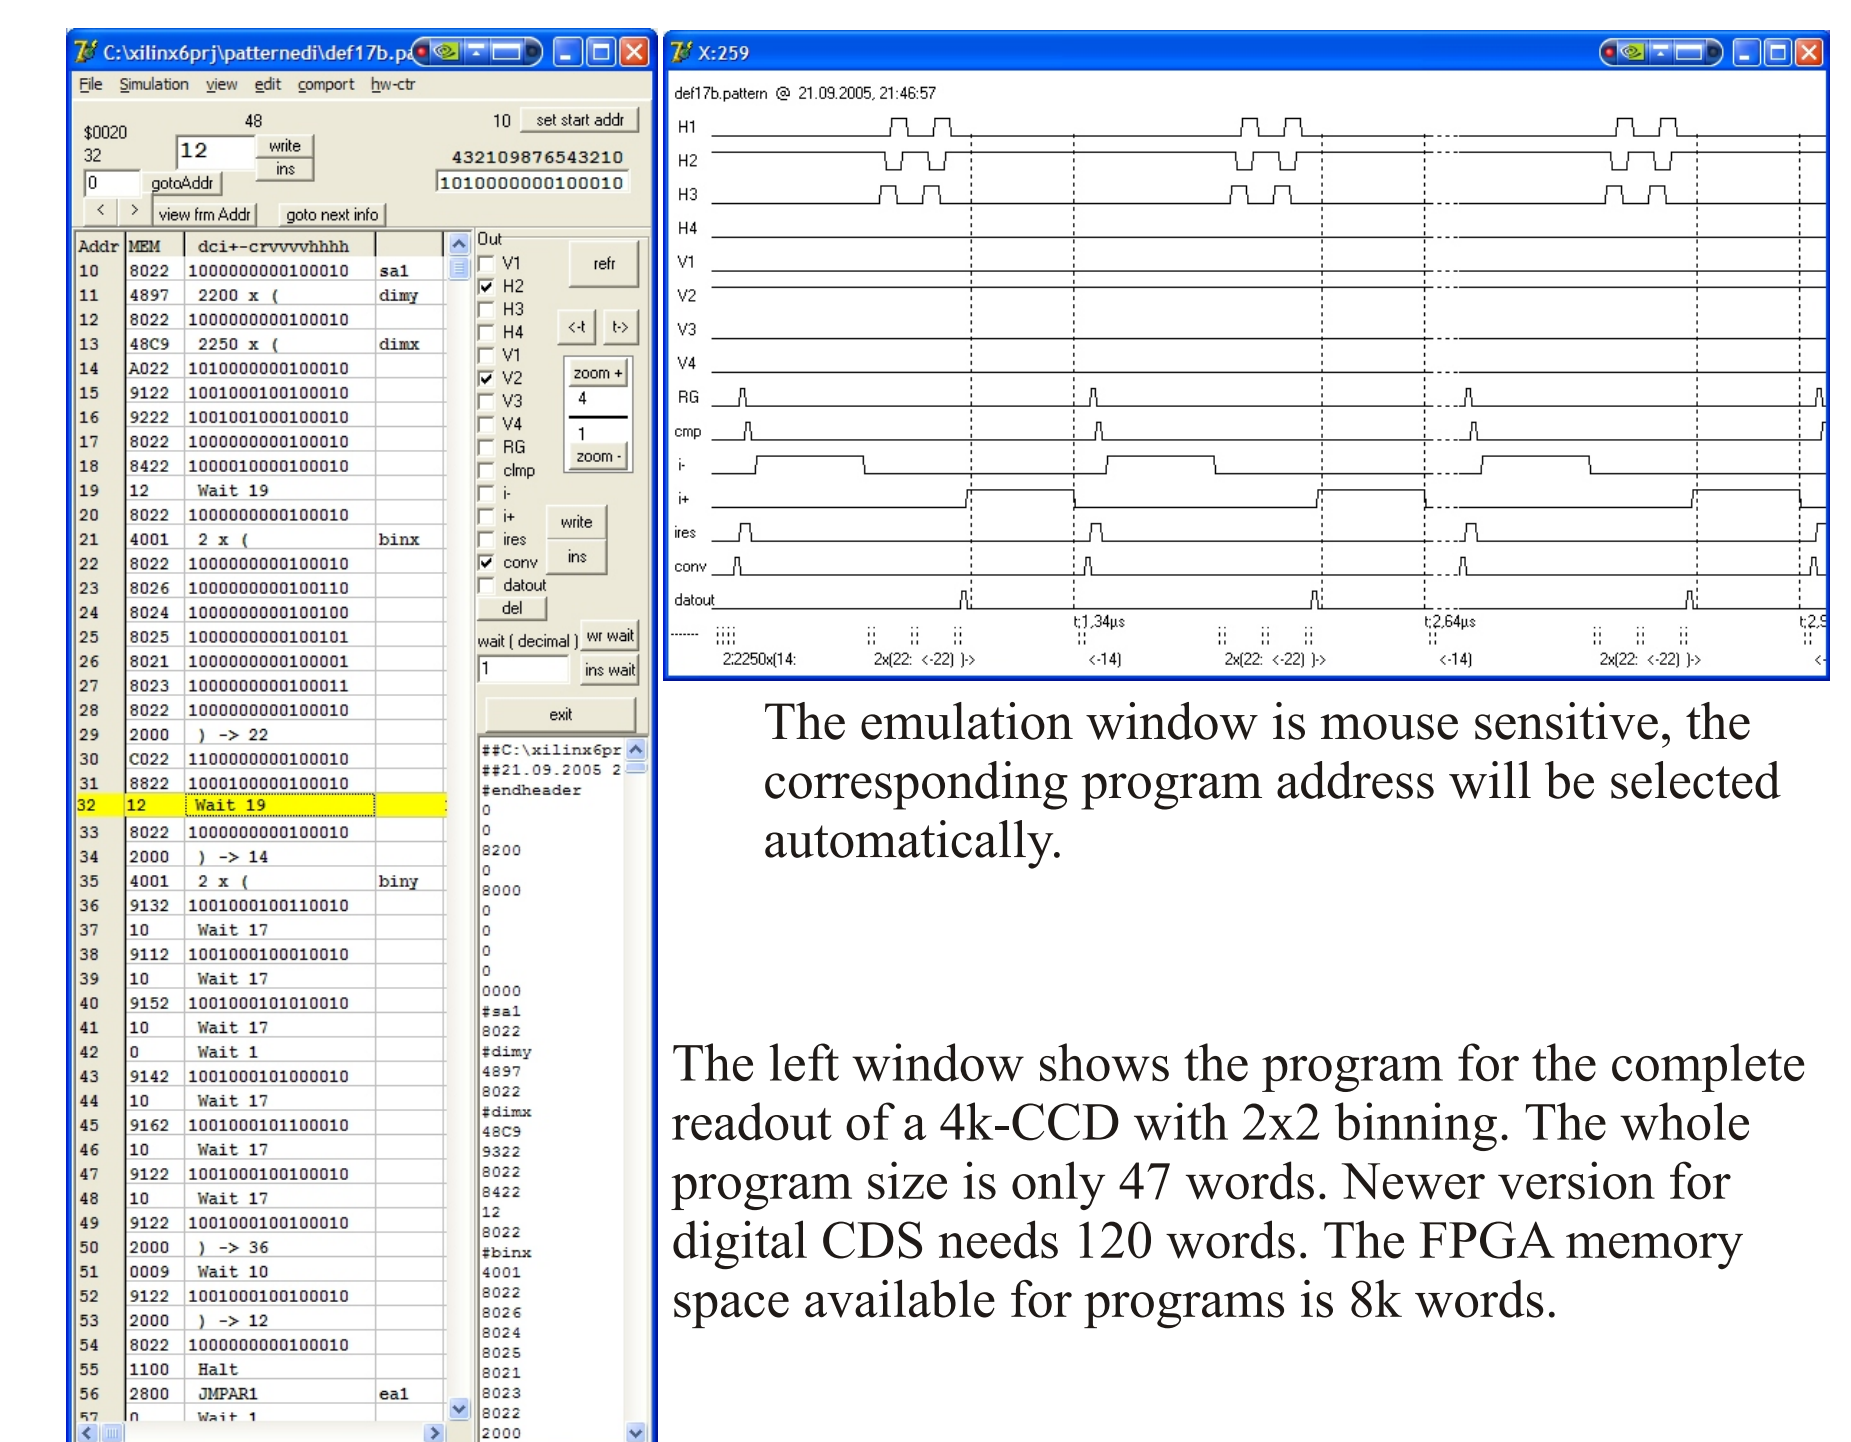 C:\xilinx6prj\patternedi\def17b.pa
File Simulation view edit comport hw-ctr
48
10 set start addr
$0020
32
12
write
ins
432109876543210
1010000000100010
0
gotoAddr
< > view frm Addr goto next info
Addr MEM dci+-crvvvvhhhh
10 8022 1000000000100010 sa1
11 4897 2200 x ( dimy
12 8022 1000000000100010
13 48C9 2250 x ( dimx
14 A022 1010000000100010
15 9122 1001000100100010
16 9222 1001001000100010
17 8022 1000000000100010
18 8422 1000010000100010
19 12 Wait 19
20 8022 1000000000100010
21 4001 2 x ( binx
22 8022 1000000000100010
23 8026 1000000000100110
24 8024 1000000000100100
25 8025 1000000000100101
26 8021 1000000000100001
27 8023 1000000000100011
28 8022 1000000000100010
29 2000 ) -> 22
30 C022 1100000000100010
31 8822 1000100000100010
32 12 Wait 19
33 8022 1000000000100010
34 2000 ) -> 14
35 4001 2 x ( biny
36 9132 1001000100110010
37 10 Wait 17
38 9112 1001000100010010
39 10 Wait 17
40 9152 1001000101010010
41 10 Wait 17
42 0 Wait 1
43 9142 1001000101000010
44 10 Wait 17
45 9162 1001000101100010
46 10 Wait 17
47 9122 1001000100100010
48 10 Wait 17
49 9122 1001000100100010
50 2000 ) -> 36
51 0009 Wait 10
52 9122 1001000100100010
53 2000 ) -> 12
54 8022 1000000000100010
55 1100 Halt
56 2800 JMPAR1 ea1
57 0 Wait 1
Out
V1
H2
H3
H4
V1
V2
V3
V4
RG
clmp
i-
i+
ires
conv
datout
refr
<-t t->
zoom +
4
1
zoom -
write
ins
del
wait ( decimal ) wr wait
1 ins wait
exit
##C:\xilinx6pr
##21.09.2005 2
#endheader
0
0
8200
0
8000
0
0
0
0
0000
#sa1
8022
#dimy
4897
8022
#dimx
48C9
9322
8022
8422
12
8022
#binx
4001
8022
8026
8024
8025
8021
8023
8022
2000
X:259
def17b.pattern @ 21.09.2005, 21:46:57
H1
H2
H3
H4
V1
V2
V3
V4
RG
cmp
i-
i+
ires
conv
datout
t;1,34µs t;2,64µs t;2,9
2:2250x(14: 2x(22: <-22) )-> <-14) 2x(22: <-22) )-> <-14) 2x(22: <-22) )-> <-
The emulation window is mouse sensitive, the
corresponding program address will be selected
automatically.
The left window shows the program for the complete
readout of a 4k-CCD with 2x2 binning. The whole
program size is only 47 words. Newer version for
digital CDS needs 120 words. The FPGA memory
space available for programs is 8k words.